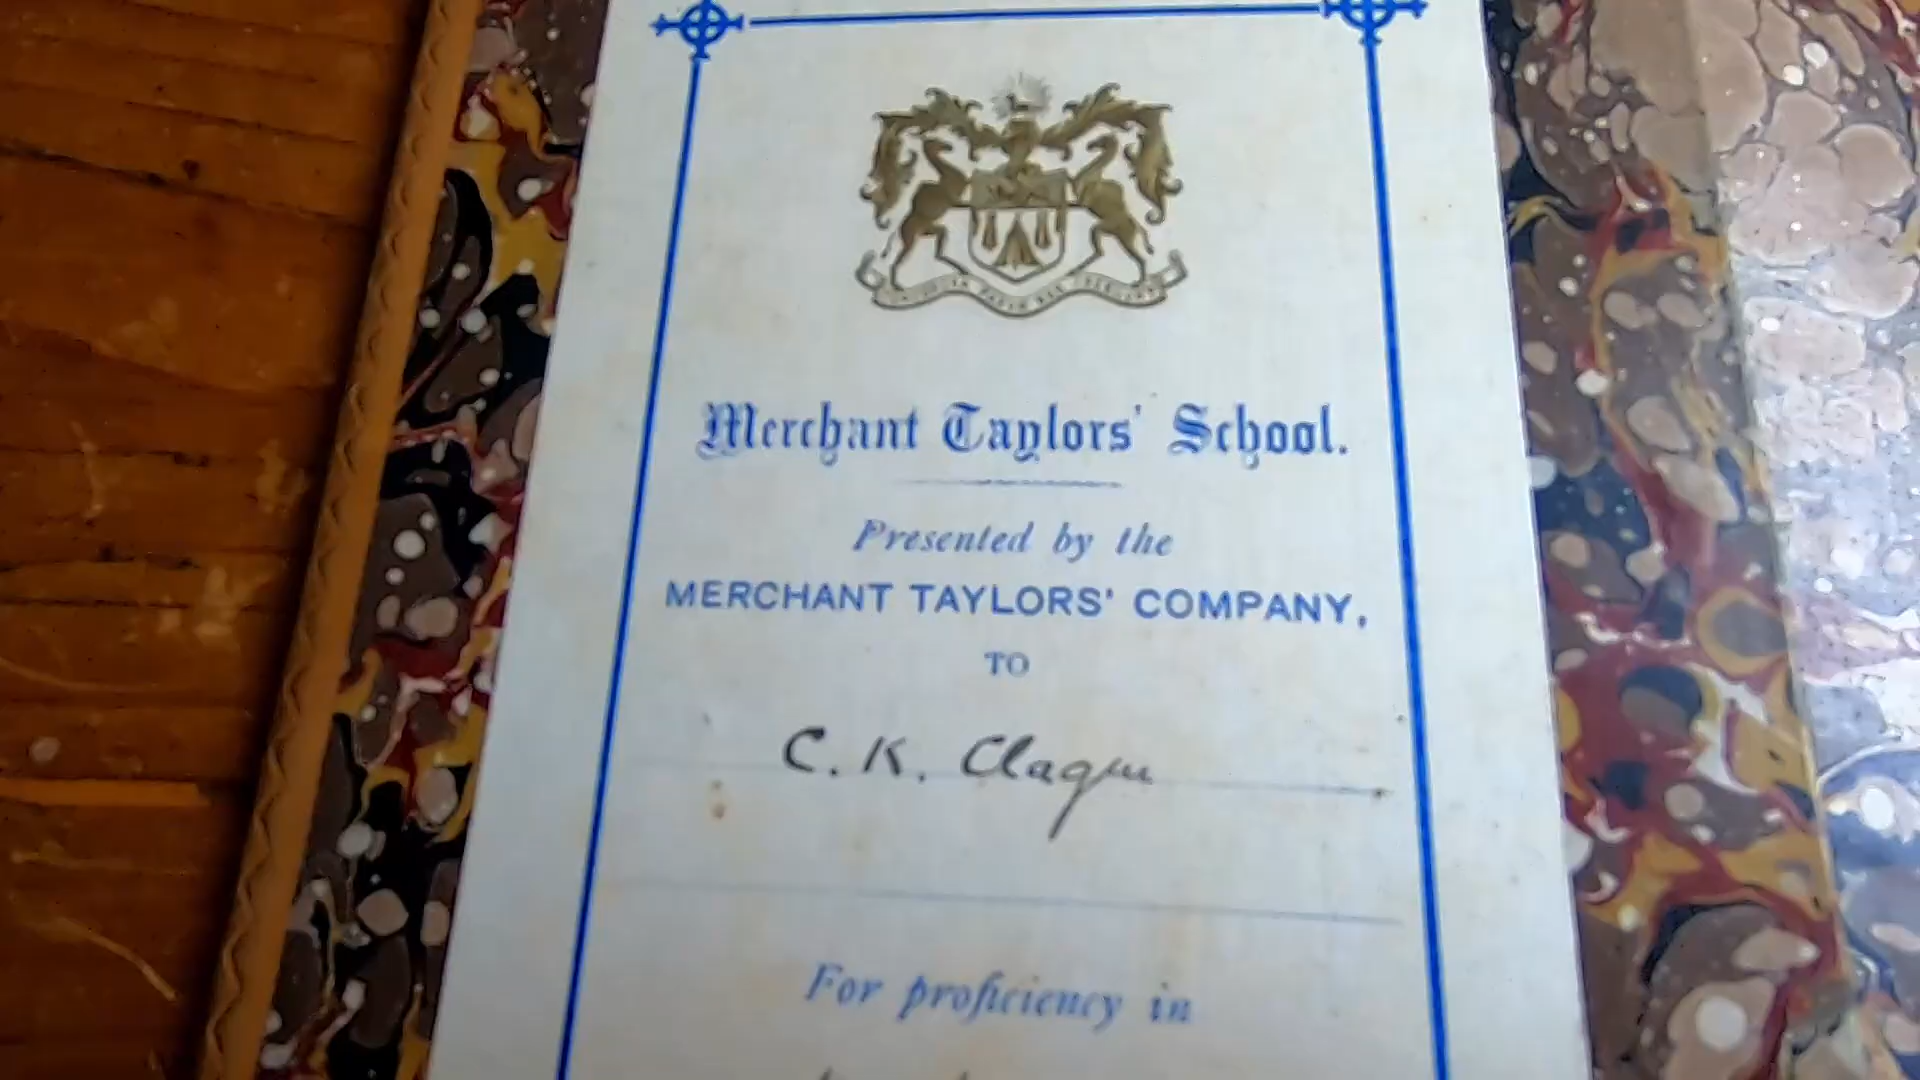 Merchant Taylors' School.
Presented by the
MERCHANT TAYLORS' COMPANY,
TO
C. K. Clague
For proficiency in